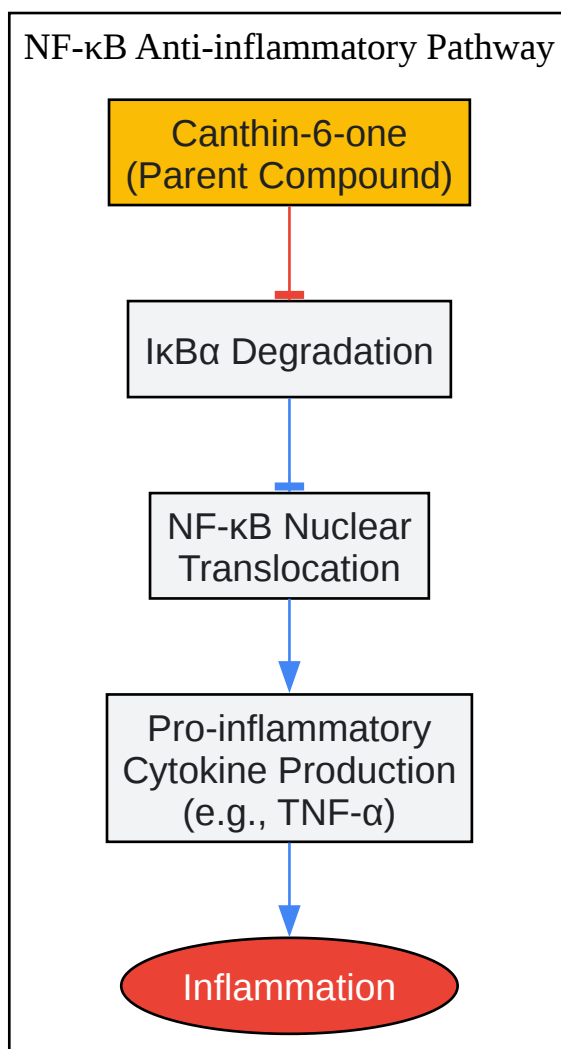 NF-κB Anti-inflammatory Pathway
Canthin-6-one
(Parent Compound)
IκBα Degradation
NF-κB Nuclear
Translocation
Pro-inflammatory
Cytokine Production
(e.g., TNF-α)
Inflammation